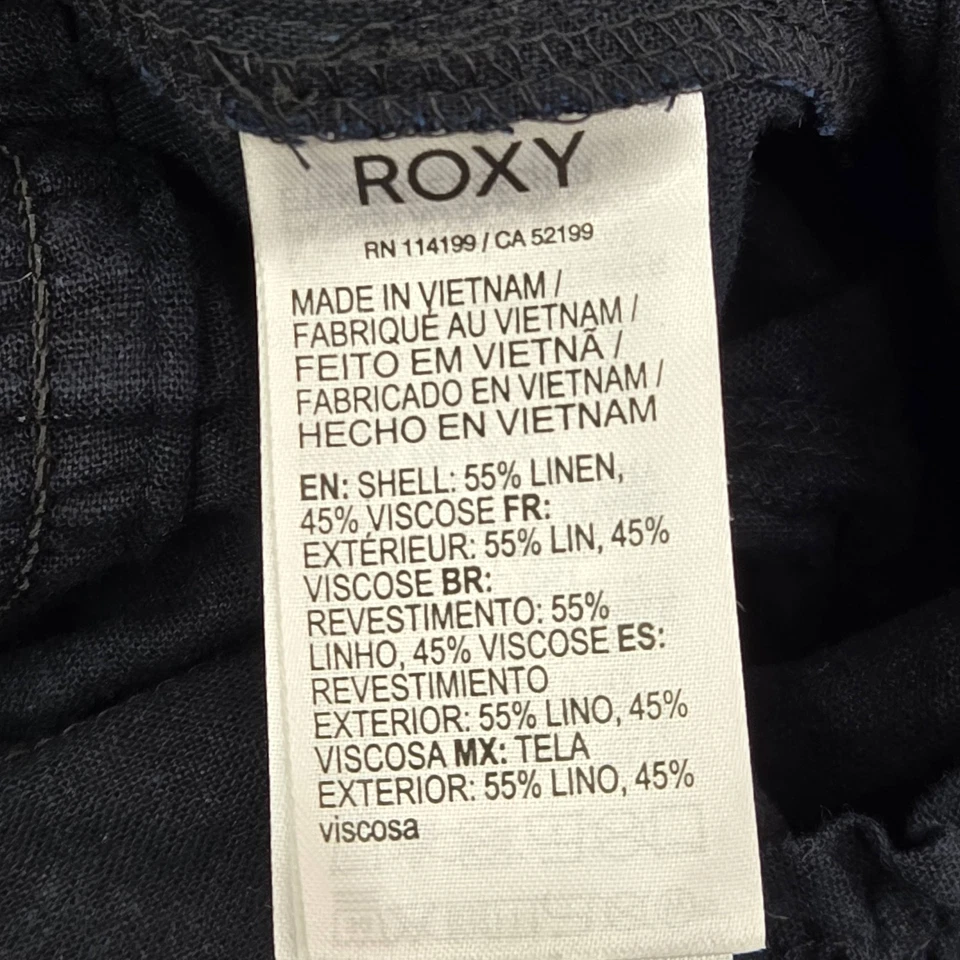 ROXY
RN 114199 / CA 52199
MADE IN VIETNAM /
FABRIQUÉ AU VIETNAM /
FEITO EM VIETNÃ /
FABRICADO EN VIETNAM /
HECHO EN VIETNAM
EN: SHELL: 55% LINEN,
45% VISCOSE FR:
EXTÉRIEUR: 55% LIN, 45%
VISCOSE BR:
REVESTIMENTO: 55%
LINHO, 45% VISCOSE ES:
REVESTIMIENTO
EXTERIOR: 55% LINO, 45%
VISCOSA MX: TELA
EXTERIOR: 55% LINO, 45%
viscosa